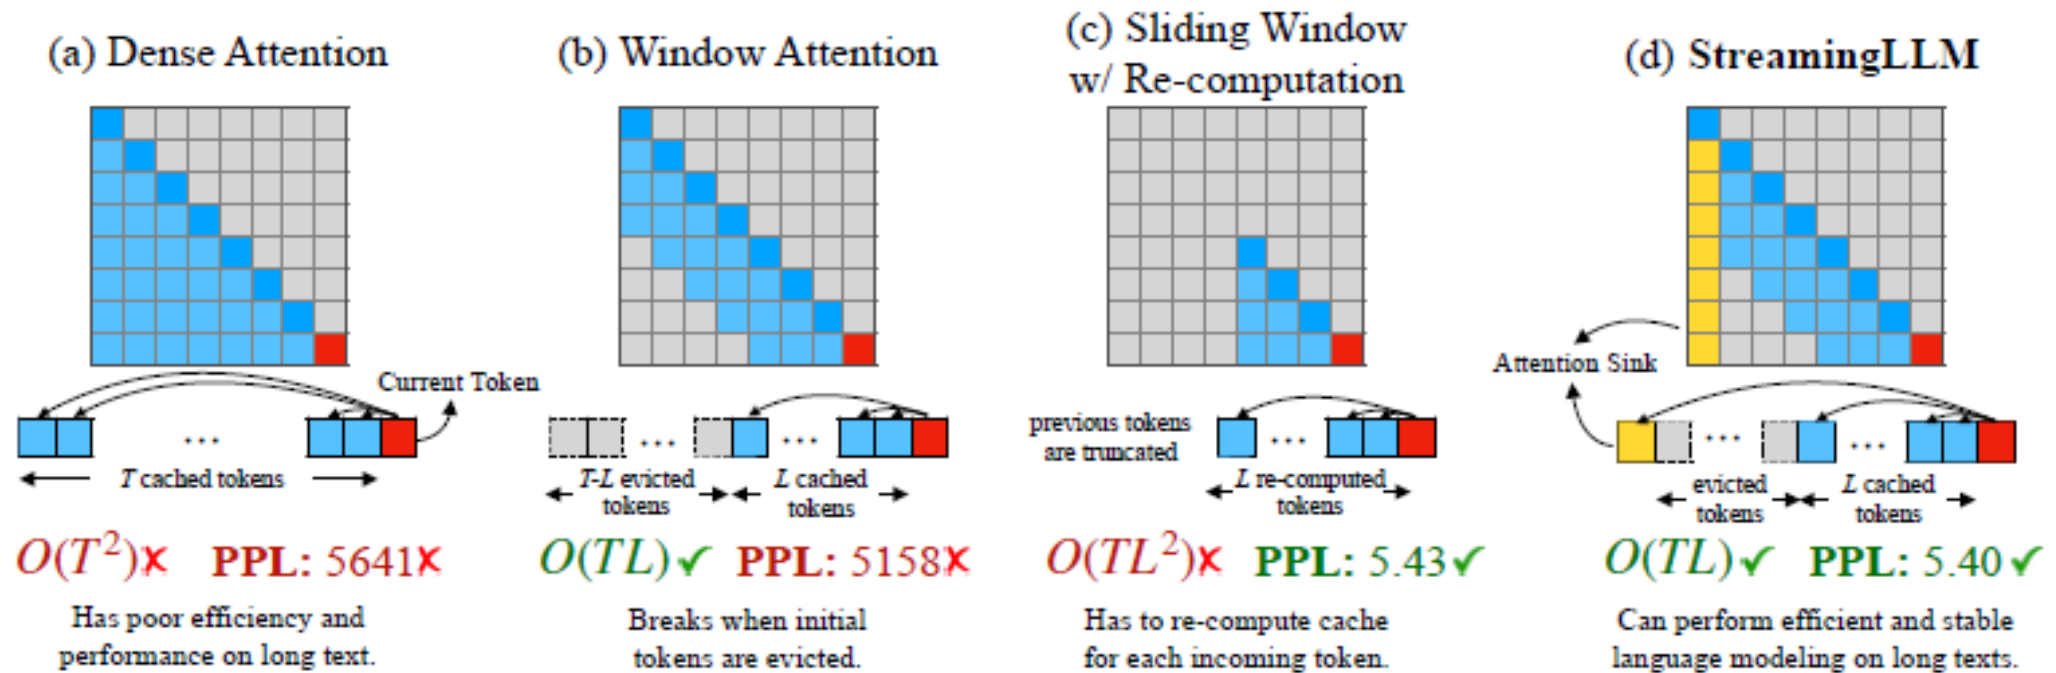 (a) Dense Attention
(b) Window Attention
(c) Sliding Window
w/ Re-computation
(d) StreamingLLM
Current Token
Attention Sink
...
T cached tokens
...
...
T-L evicted
tokens
L cached
tokens
previous tokens
are truncated
...
L re-computed
tokens
...
...
evicted
tokens
L cached
tokens
O(T²)✗ PPL: 5641✗
O(TL)✓ PPL: 5158✗
O(TL²)✗ PPL: 5.43✓
O(TL)✓ PPL: 5.40✓
Has poor efficiency and
performance on long text.
Breaks when initial
tokens are evicted.
Has to re-compute cache
for each incoming token.
Can perform efficient and stable
language modeling on long texts.